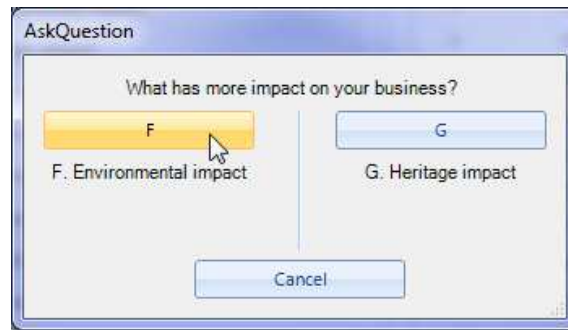 AskQuestion
What has more impact on your business?
F
G
F. Environmental impact
G. Heritage impact
Cancel